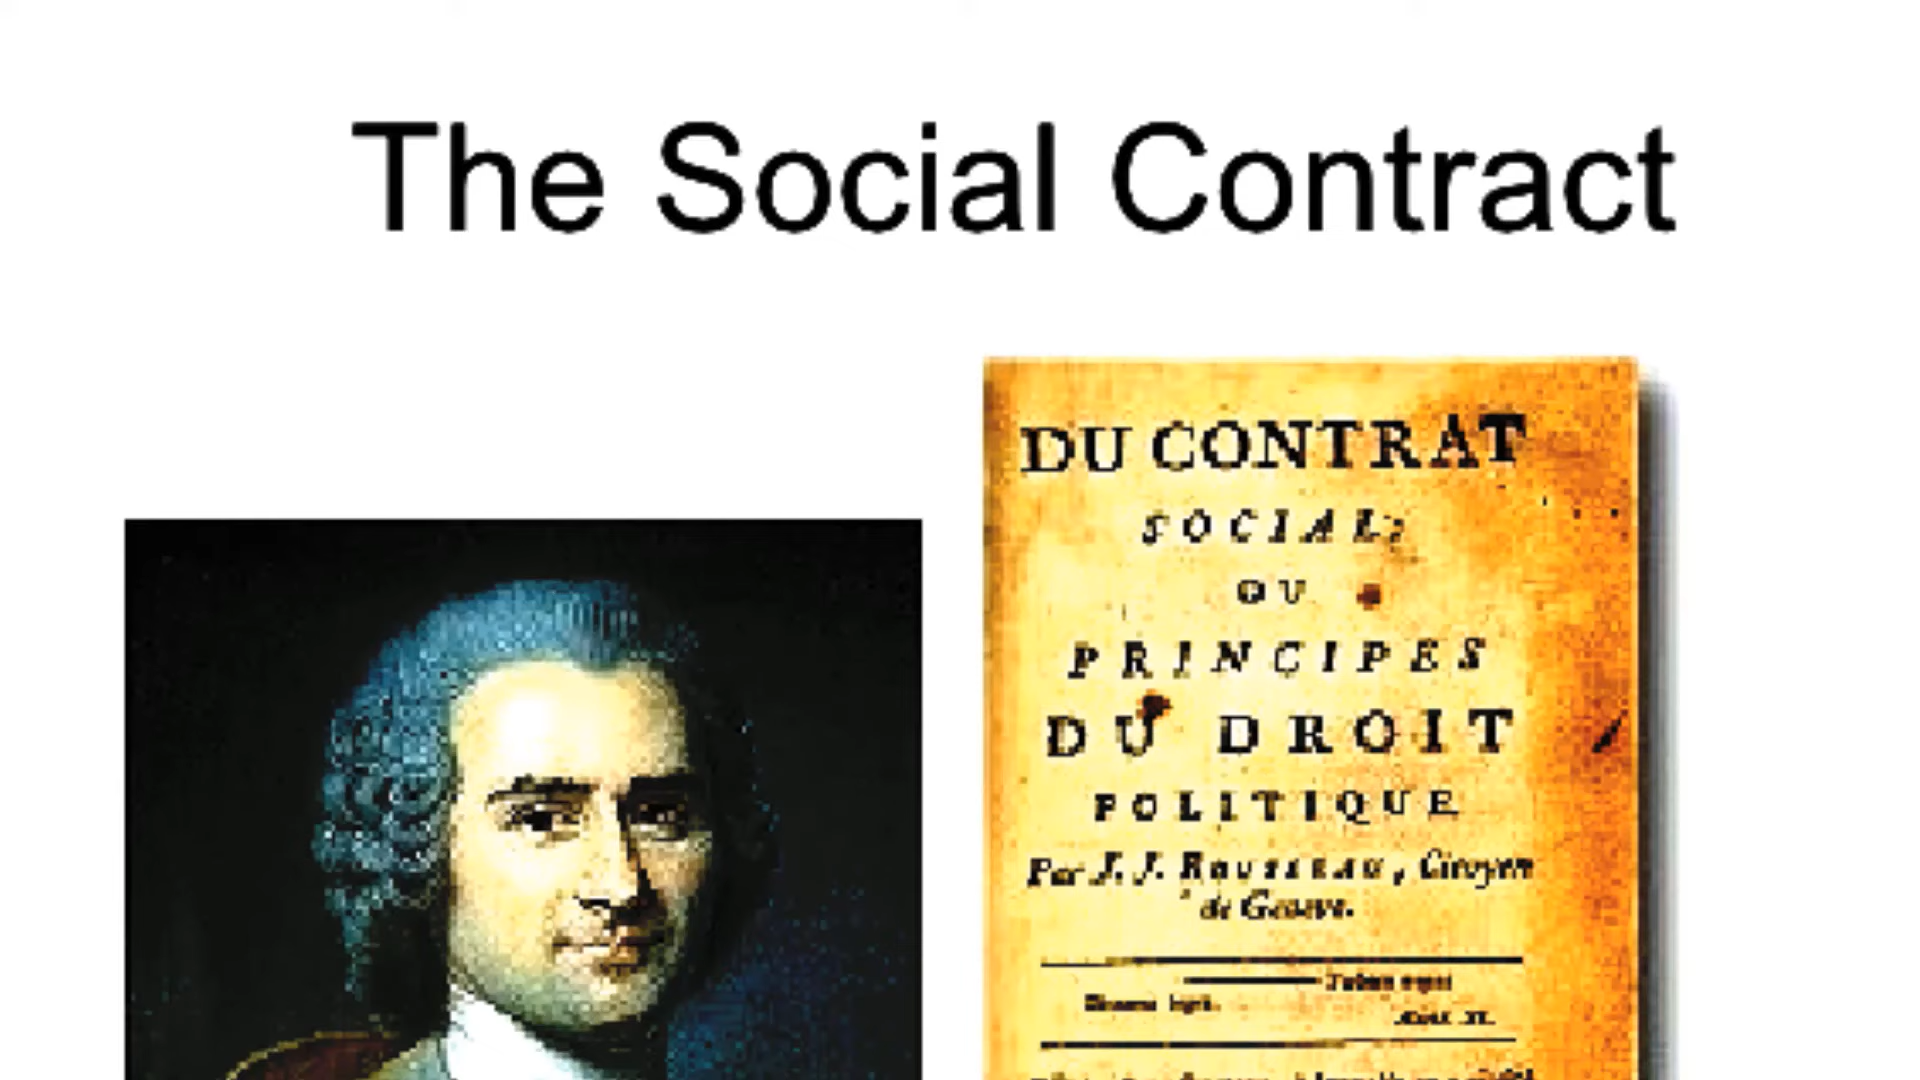 The Social Contract
DU CONTRAT
SOCIAL;
OU
PRINCIPES
DU DROIT
POLITIQUE
Par J. J. ROUSSEAU, Citoyen
de Geneve.